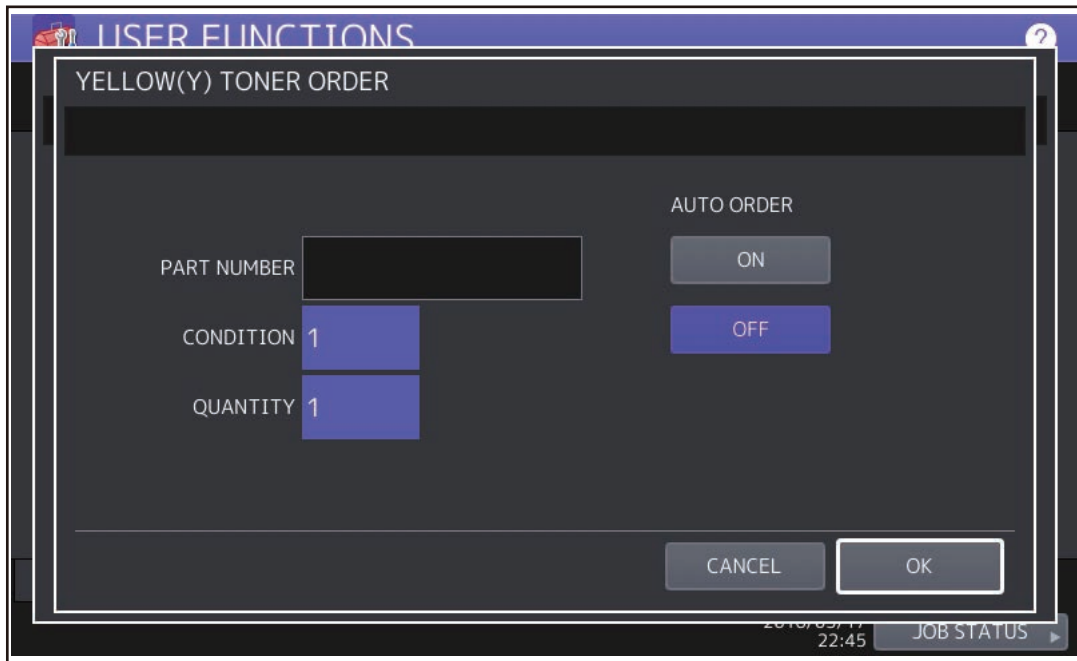 USER FUNCTIONS
?
YELLOW(Y) TONER ORDER
AUTO ORDER
PART NUMBER
ON
CONDITION 1
OFF
QUANTITY 1
CANCEL
OK
22:45
JOB STATUS